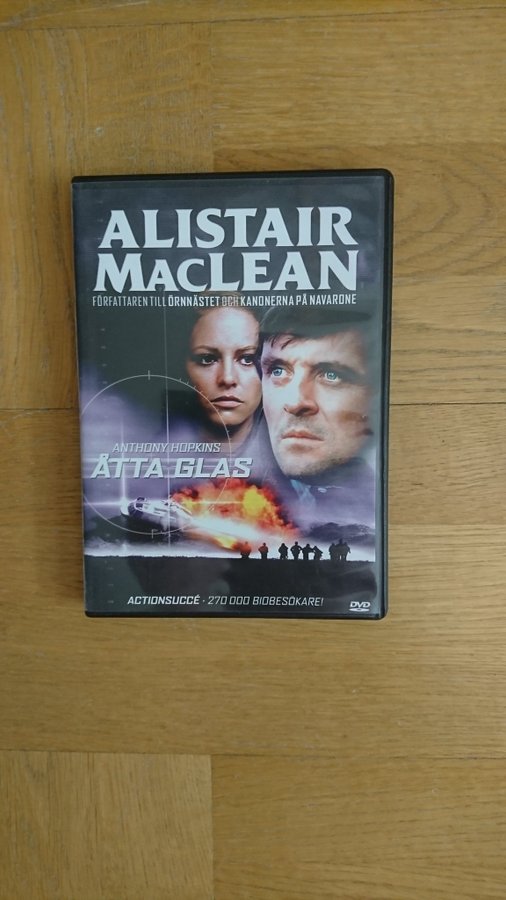 ALISTAIR
MACLEAN
FÖRFATTAREN TILL ÖRNNÄSTET OCH KANONERNA PÅ NAVARONE
ANTHONY HOPKINS
ÅTTA GLAS
ACTIONSUCCÉ · 270 000 BIOBESÖKARE!
DVD